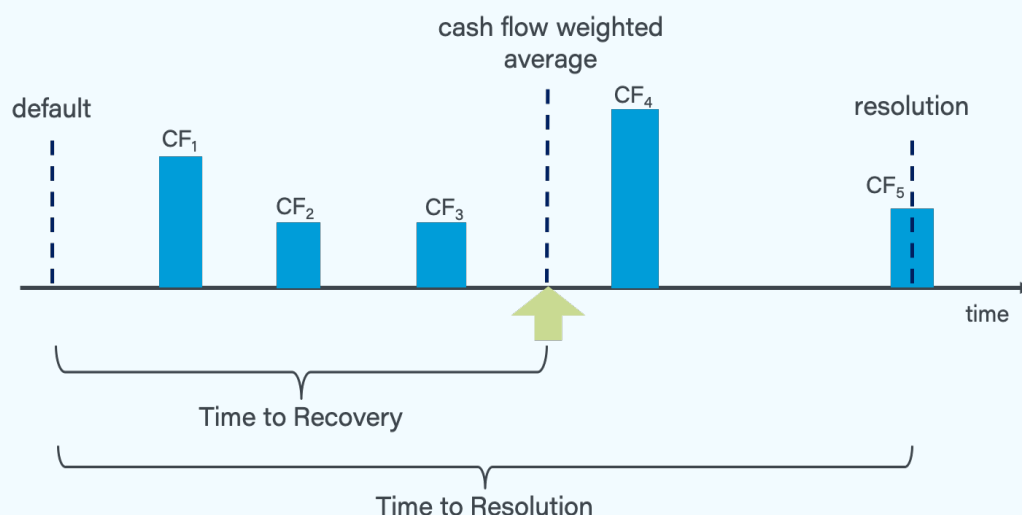 cash flow weighted
average
default
CF₁
CF₂
CF₃
CF₄
resolution
CF₅
time
Time to Recovery
Time to Resolution